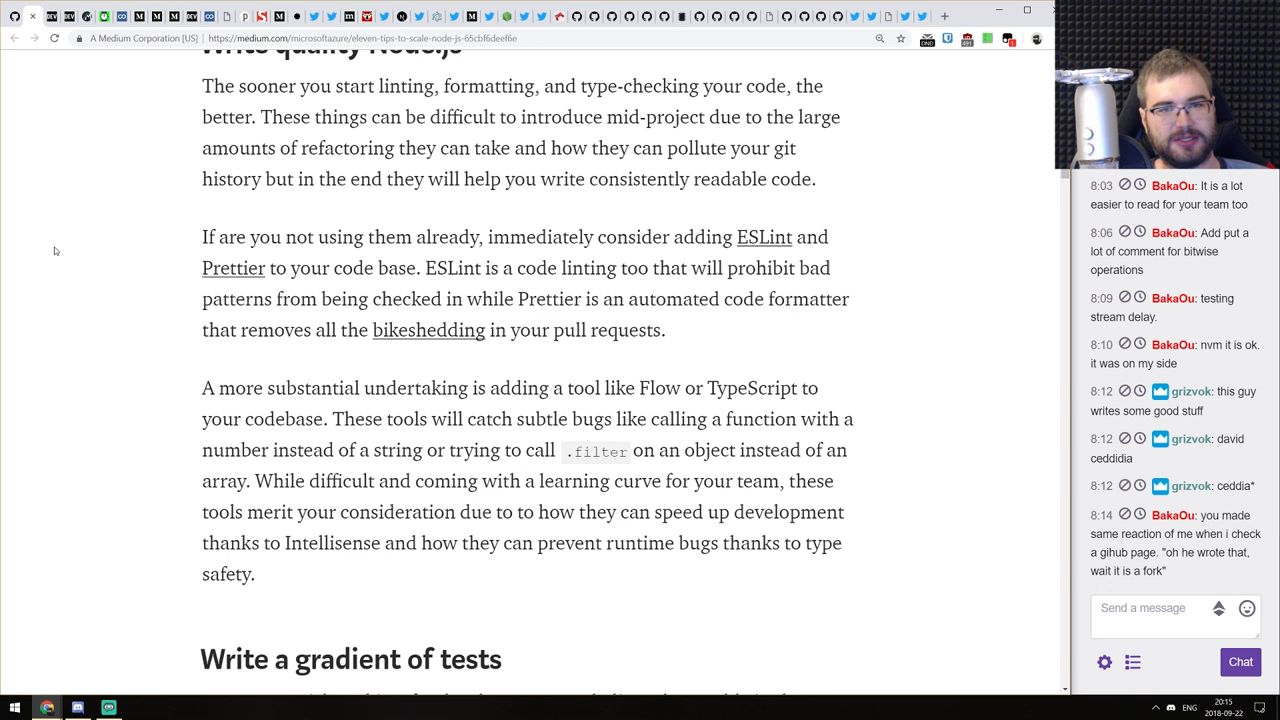 A Medium Corporation [US] | https://medium.com/microsoftazure/eleven-tips-to-scale-node-js-65cbf6deef6e
DND
491
1
Write quality Node.js
The sooner you start linting, formatting, and type-checking your code, the
better. These things can be difficult to introduce mid-project due to the large
amounts of refactoring they can take and how they can pollute your git
history but in the end they will help you write consistently readable code.
If are you not using them already, immediately consider adding ESLint and
Prettier to your code base. ESLint is a code linting too that will prohibit bad
patterns from being checked in while Prettier is an automated code formatter
that removes all the bikeshedding in your pull requests.
A more substantial undertaking is adding a tool like Flow or TypeScript to
your codebase. These tools will catch subtle bugs like calling a function with a
number instead of a string or trying to call .filter on an object instead of an
array. While difficult and coming with a learning curve for your team, these
tools merit your consideration due to to how they can speed up development
thanks to Intellisense and how they can prevent runtime bugs thanks to type
safety.
Write a gradient of tests
8:03 BakaOu: It is a lot
easier to read for your team too
8:06 BakaOu: Add put a
lot of comment for bitwise
operations
8:09 BakaOu: testing
stream delay.
8:10 BakaOu: nvm it is ok.
it was on my side
8:12 grizvok: this guy
writes some good stuff
8:12 grizvok: david
ceddidia
8:12 grizvok: ceddia*
8:14 BakaOu: you made
same reaction of me when i check
a gihub page. "oh he wrote that,
wait it is a fork"
Send a message
Chat
ENG
20:15
2018-09-22